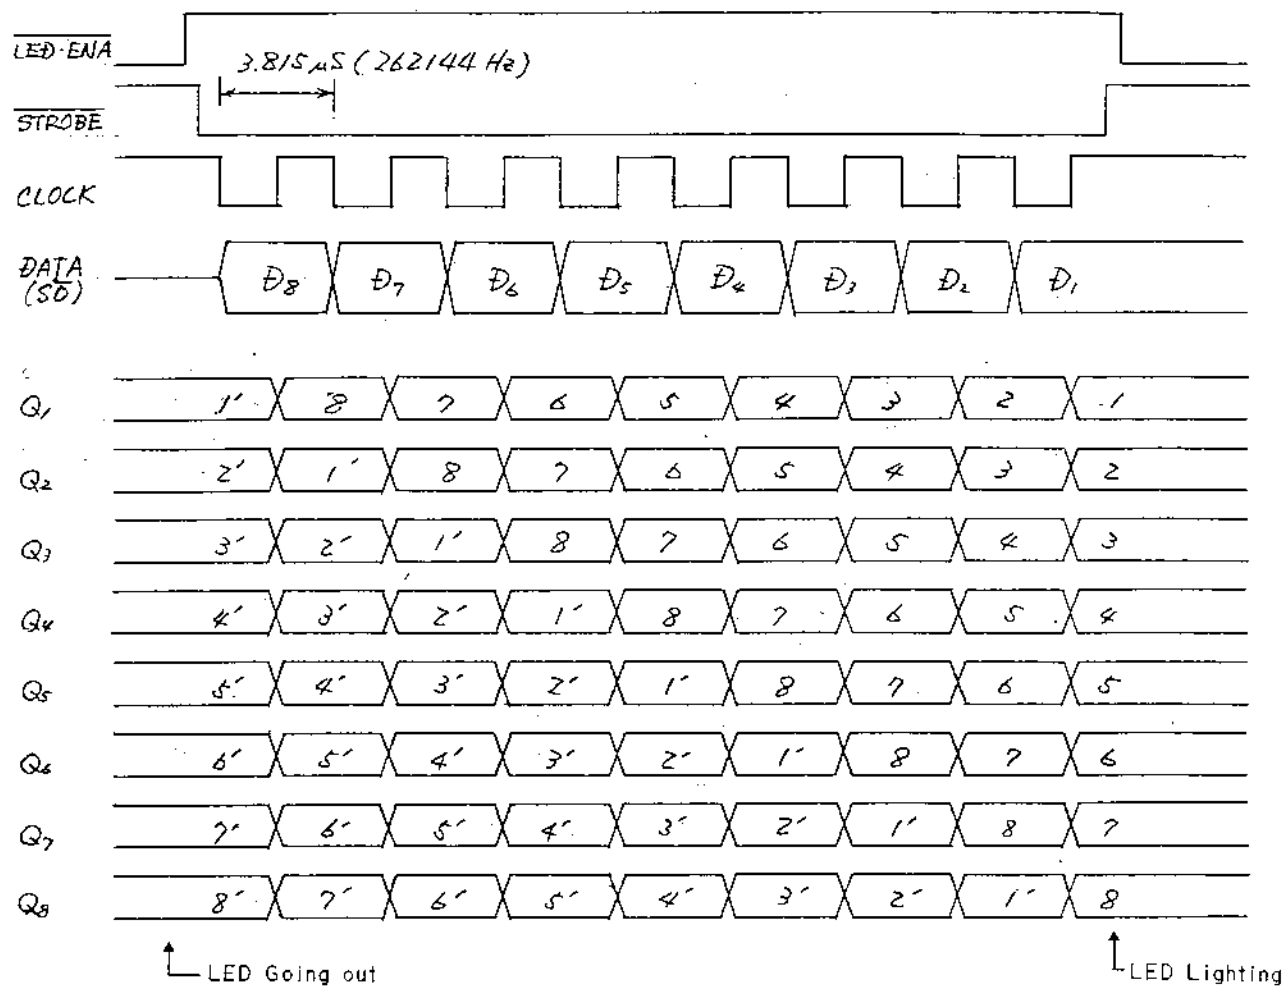 LED·ENA
3.815 μS (262144 Hz)
STROBE
CLOCK
DATA D8 D7 D6 D5 D4 D3 D2 D1
(SD)
Q1 1' 8 7 6 5 4 3 2 1
Q2 2' 1' 8 7 6 5 4 3 2
Q3 3' 2' 1' 8 7 6 5 4 3
Q4 4' 3' 2' 1' 8 7 6 5 4
Q5 5' 4' 3' 2' 1' 8 7 6 5
Q6 6' 5' 4' 3' 2' 1' 8 7 6
Q7 7' 6' 5' 4' 3' 2' 1' 8 7
Q8 8' 7' 6' 5' 4' 3' 2' 1' 8
LED Going out LED Lighting